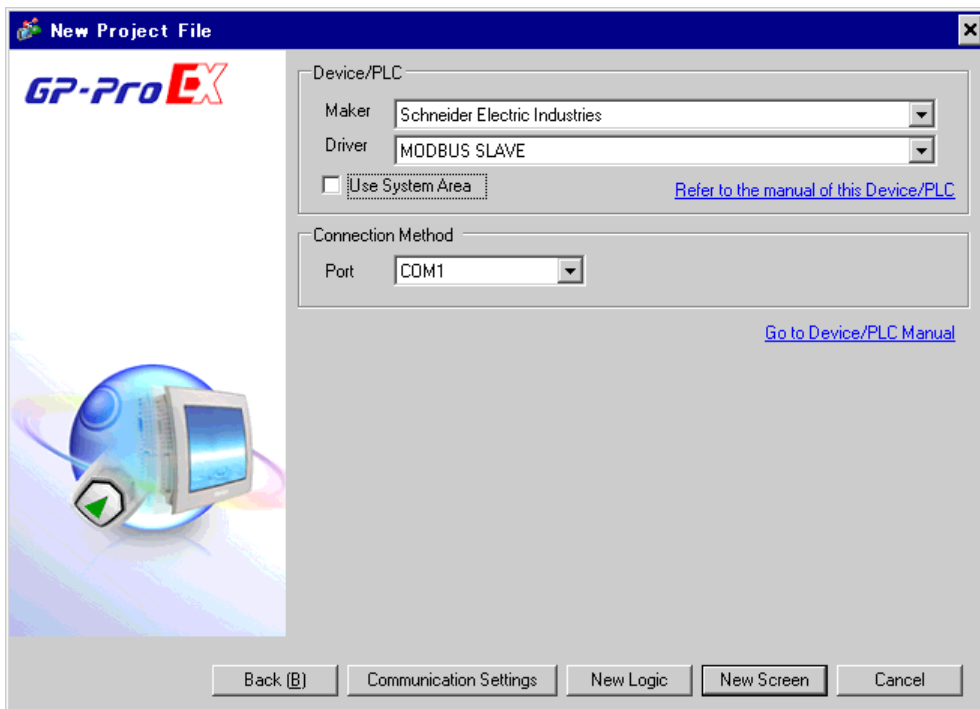 New Project File
GP-Pro EX
Device/PLC
Maker Schneider Electric Industries
Driver MODBUS SLAVE
Use System Area Refer to the manual of this Device/PLC
Connection Method
Port COM1
Go to Device/PLC Manual
Back (B) Communication Settings New Logic New Screen Cancel